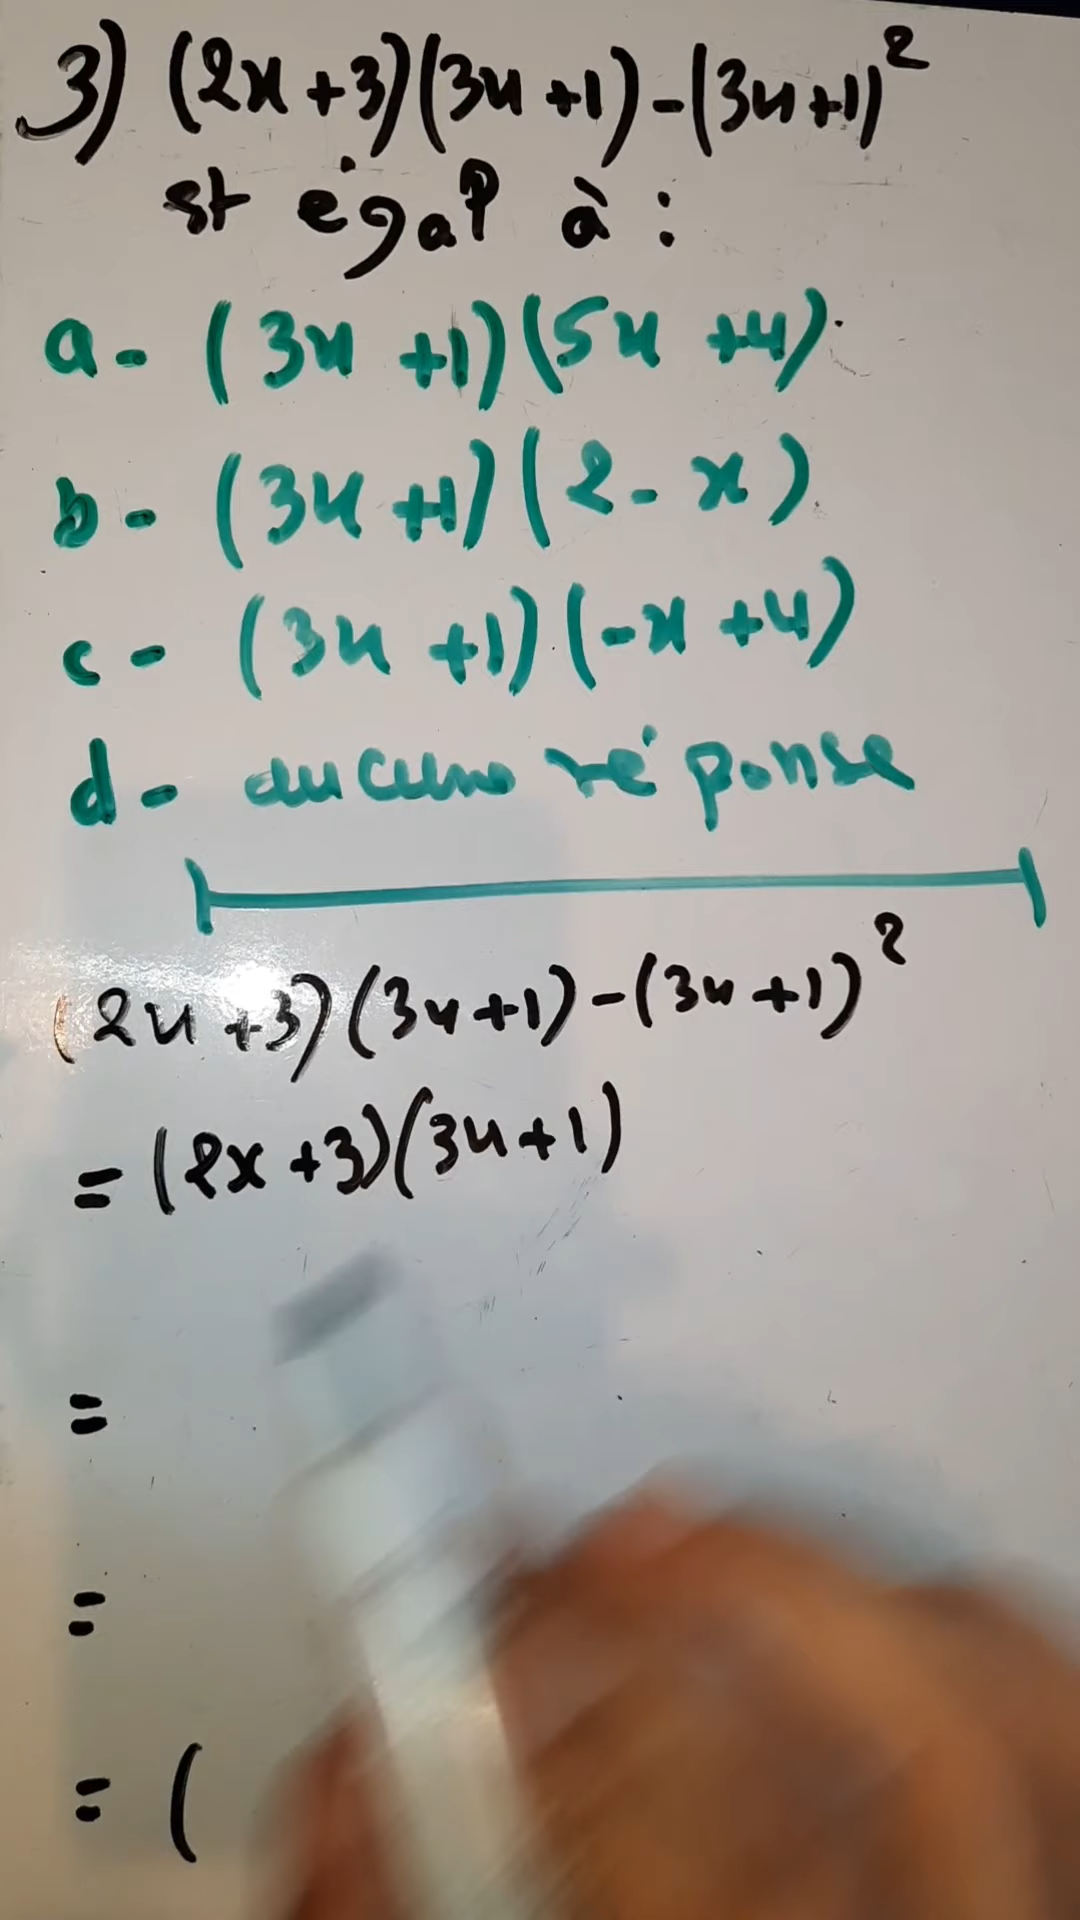 3) (2x+3)(3x+1)-(3x+1)²
st égal à :
a- (3x+1)(5x+4)
b- (3x+1)(2-x)
c- (3x+1)(-x+4)
d- aucune réponse
(2x+3)(3x+1)-(3x+1)²
= (2x+3)(3x+1)
=
=
= (